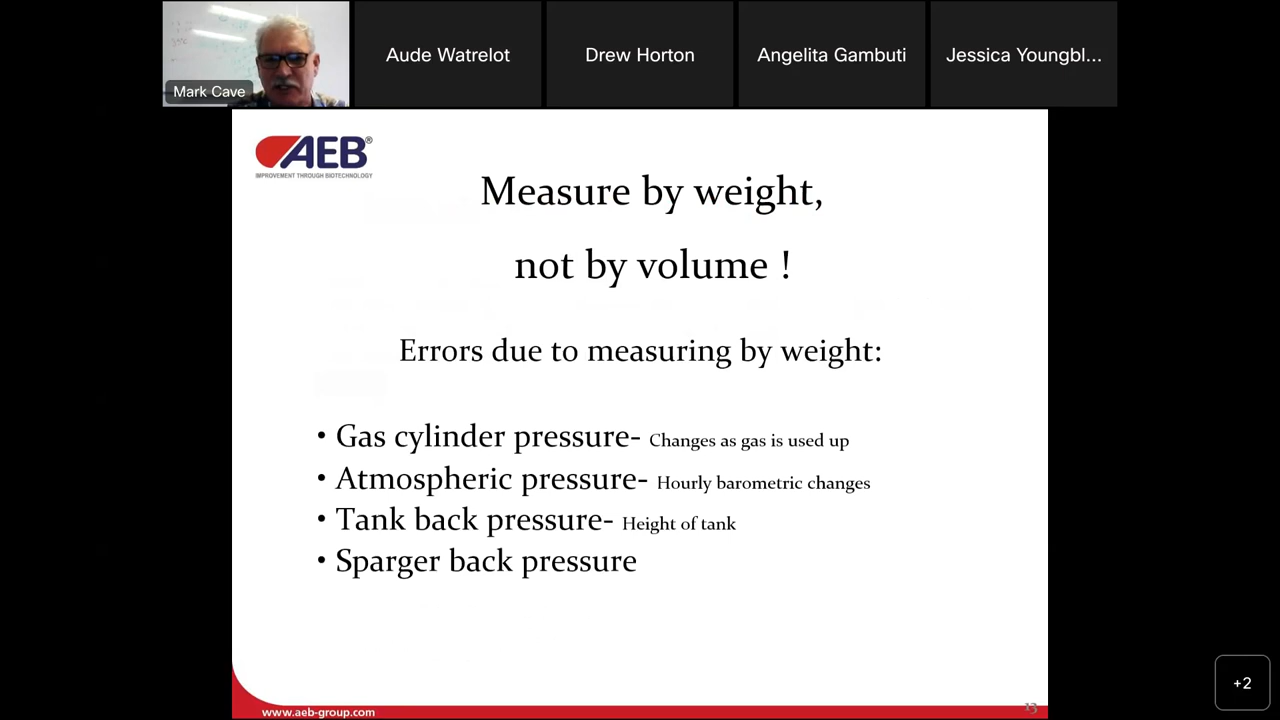 Mark Cave
Aude Watrelot
Drew Horton
Angelita Gambuti
Jessica Youngbl...
AEB®
IMPROVEMENT THROUGH BIOTECHNOLOGY
Measure by weight,
not by volume !
Errors due to measuring by weight:
• Gas cylinder pressure- Changes as gas is used up
• Atmospheric pressure- Hourly barometric changes
• Tank back pressure- Height of tank
• Sparger back pressure
www.aeb-group.com
13
+2